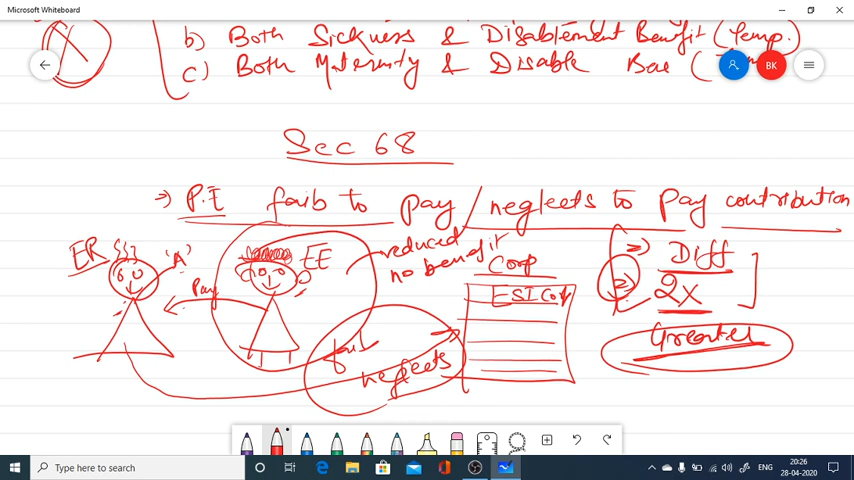 Microsoft Whiteboard
b) Both Sickness & Disablement Benefit (Temp.)
c) Both Maternity & Disable Bae (
BK
Sec 68
⇒ P.E fails to pay / neglects to pay contribution
ER 'A' EE reduced no benefit
Pay
Corp
ESI Corp
⇒) Diff
⇒) 2X
Greater
fail
neglects
Type here to search
ENG
20:26
28-04-2020